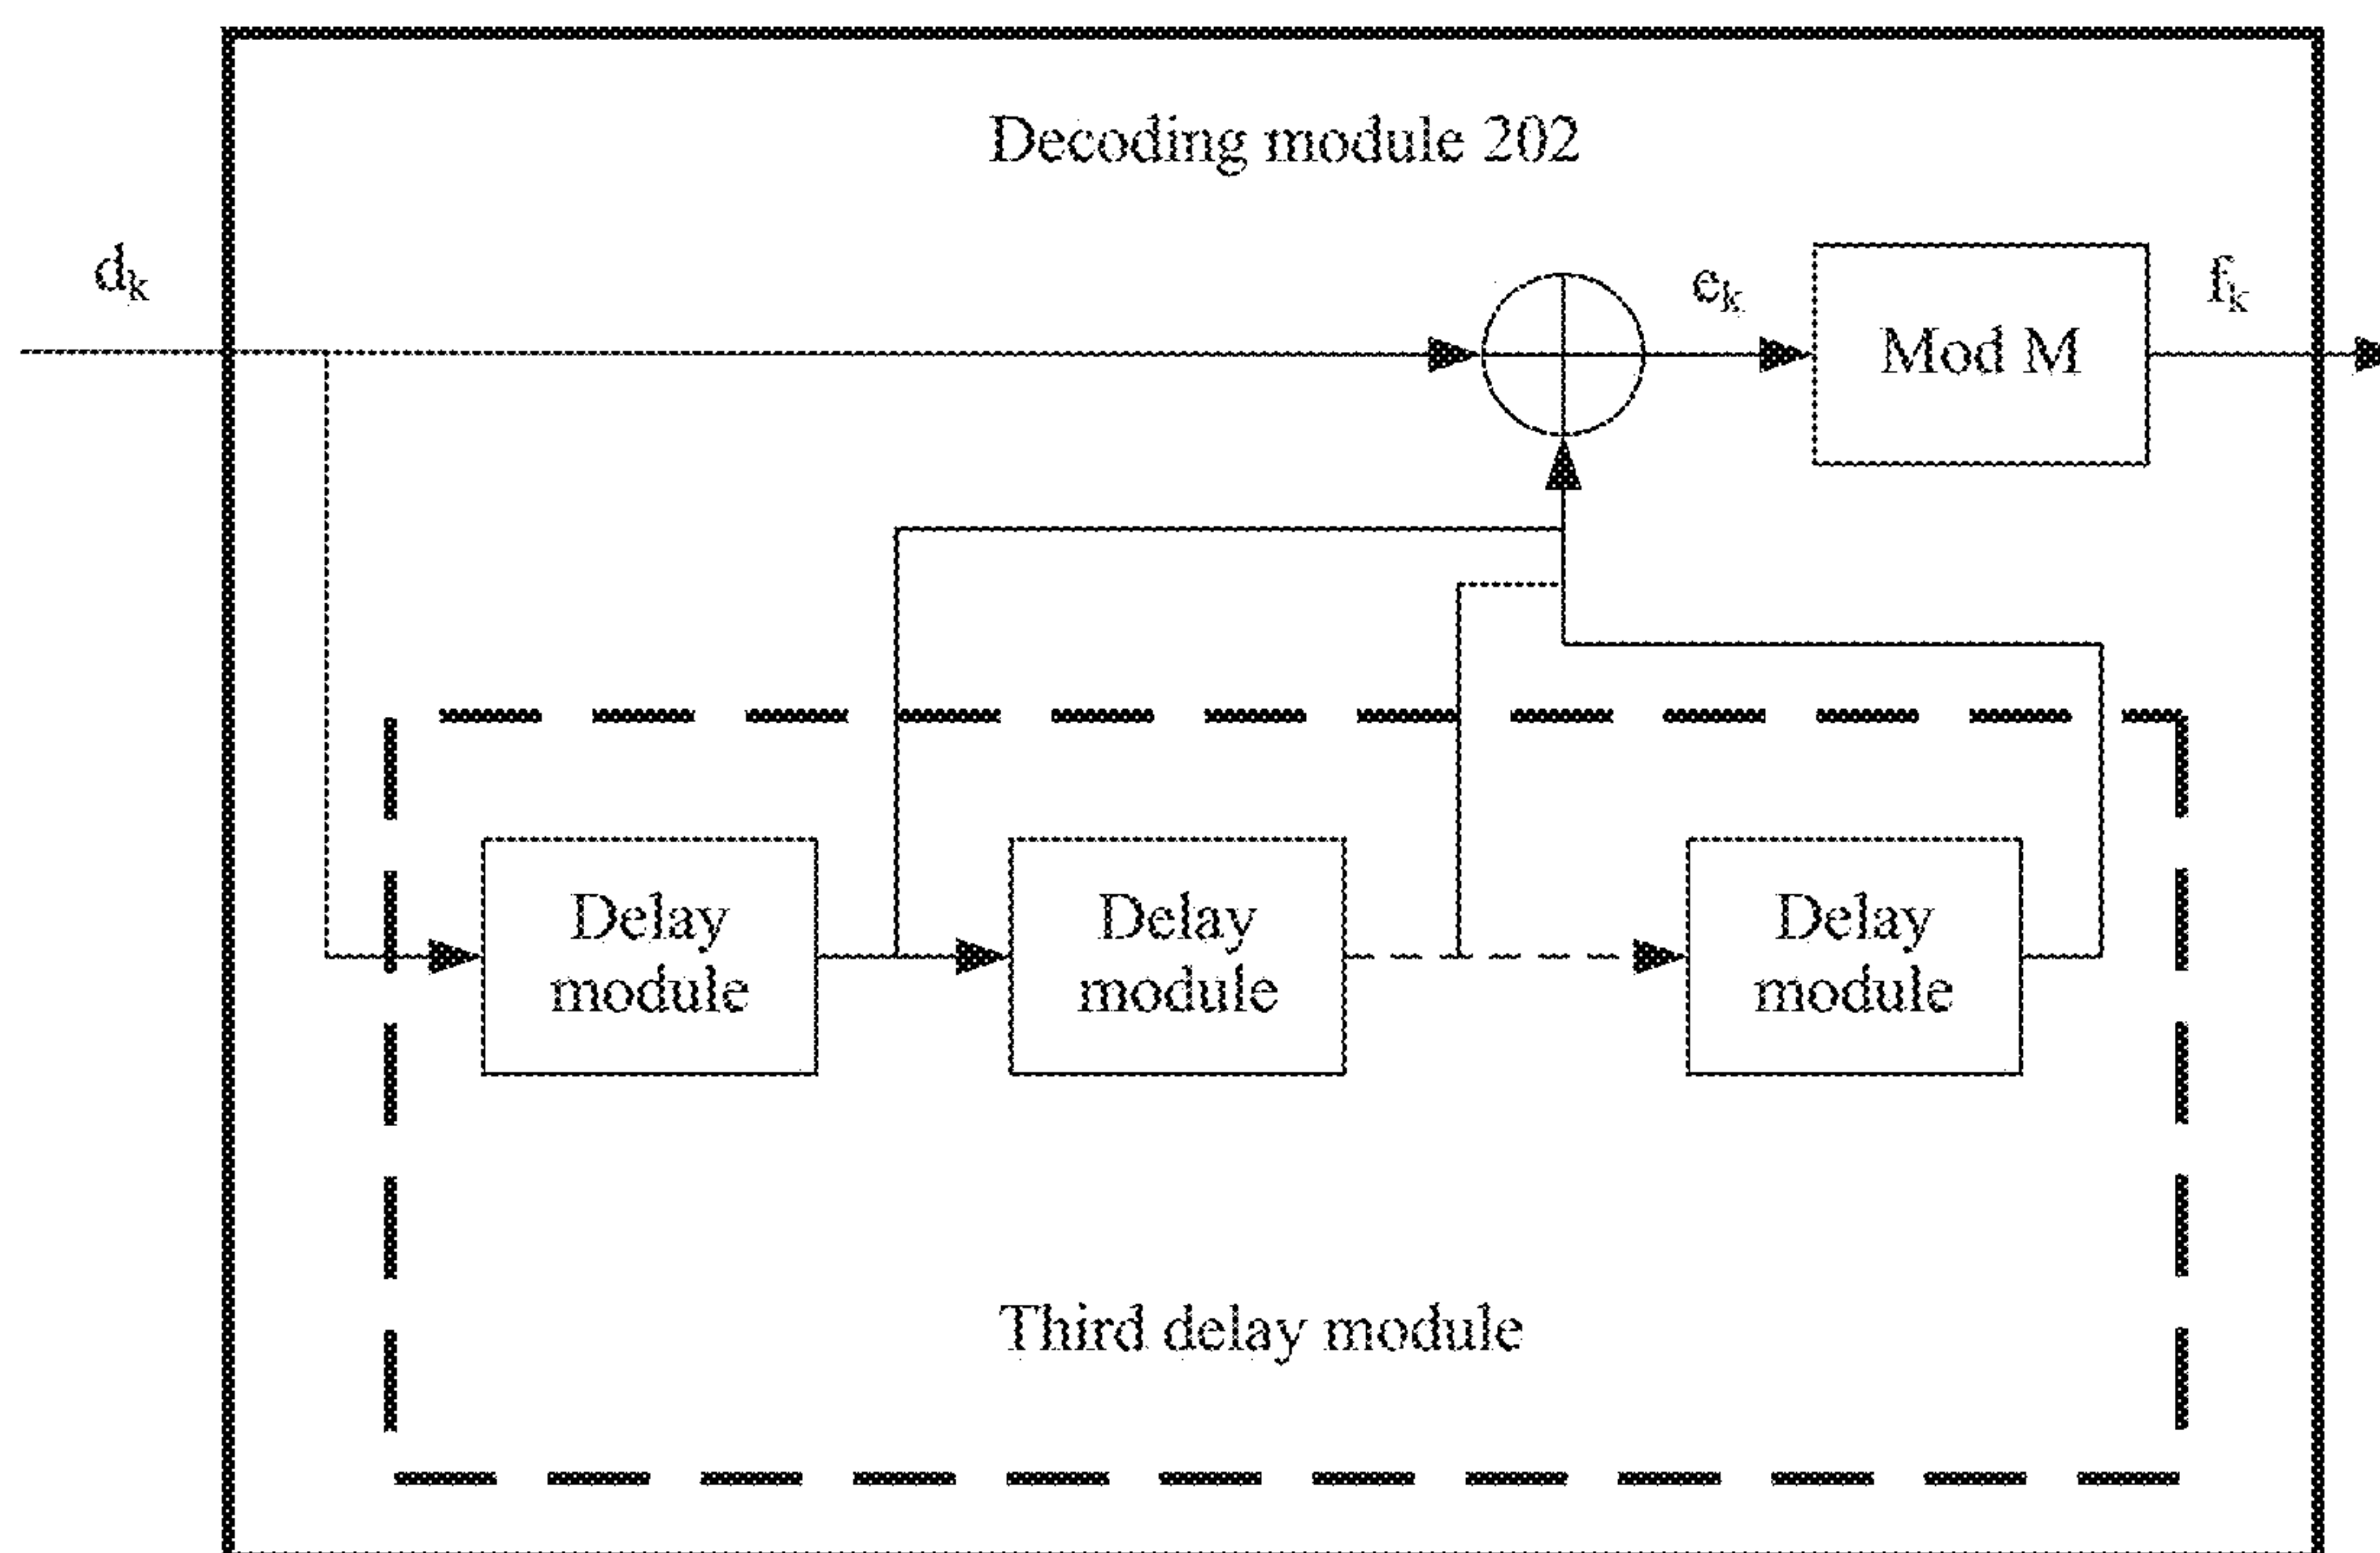 Decoding module 202
dk
ek
Mod M
fk
Delay
module
Delay
module
Delay
module
Third delay module